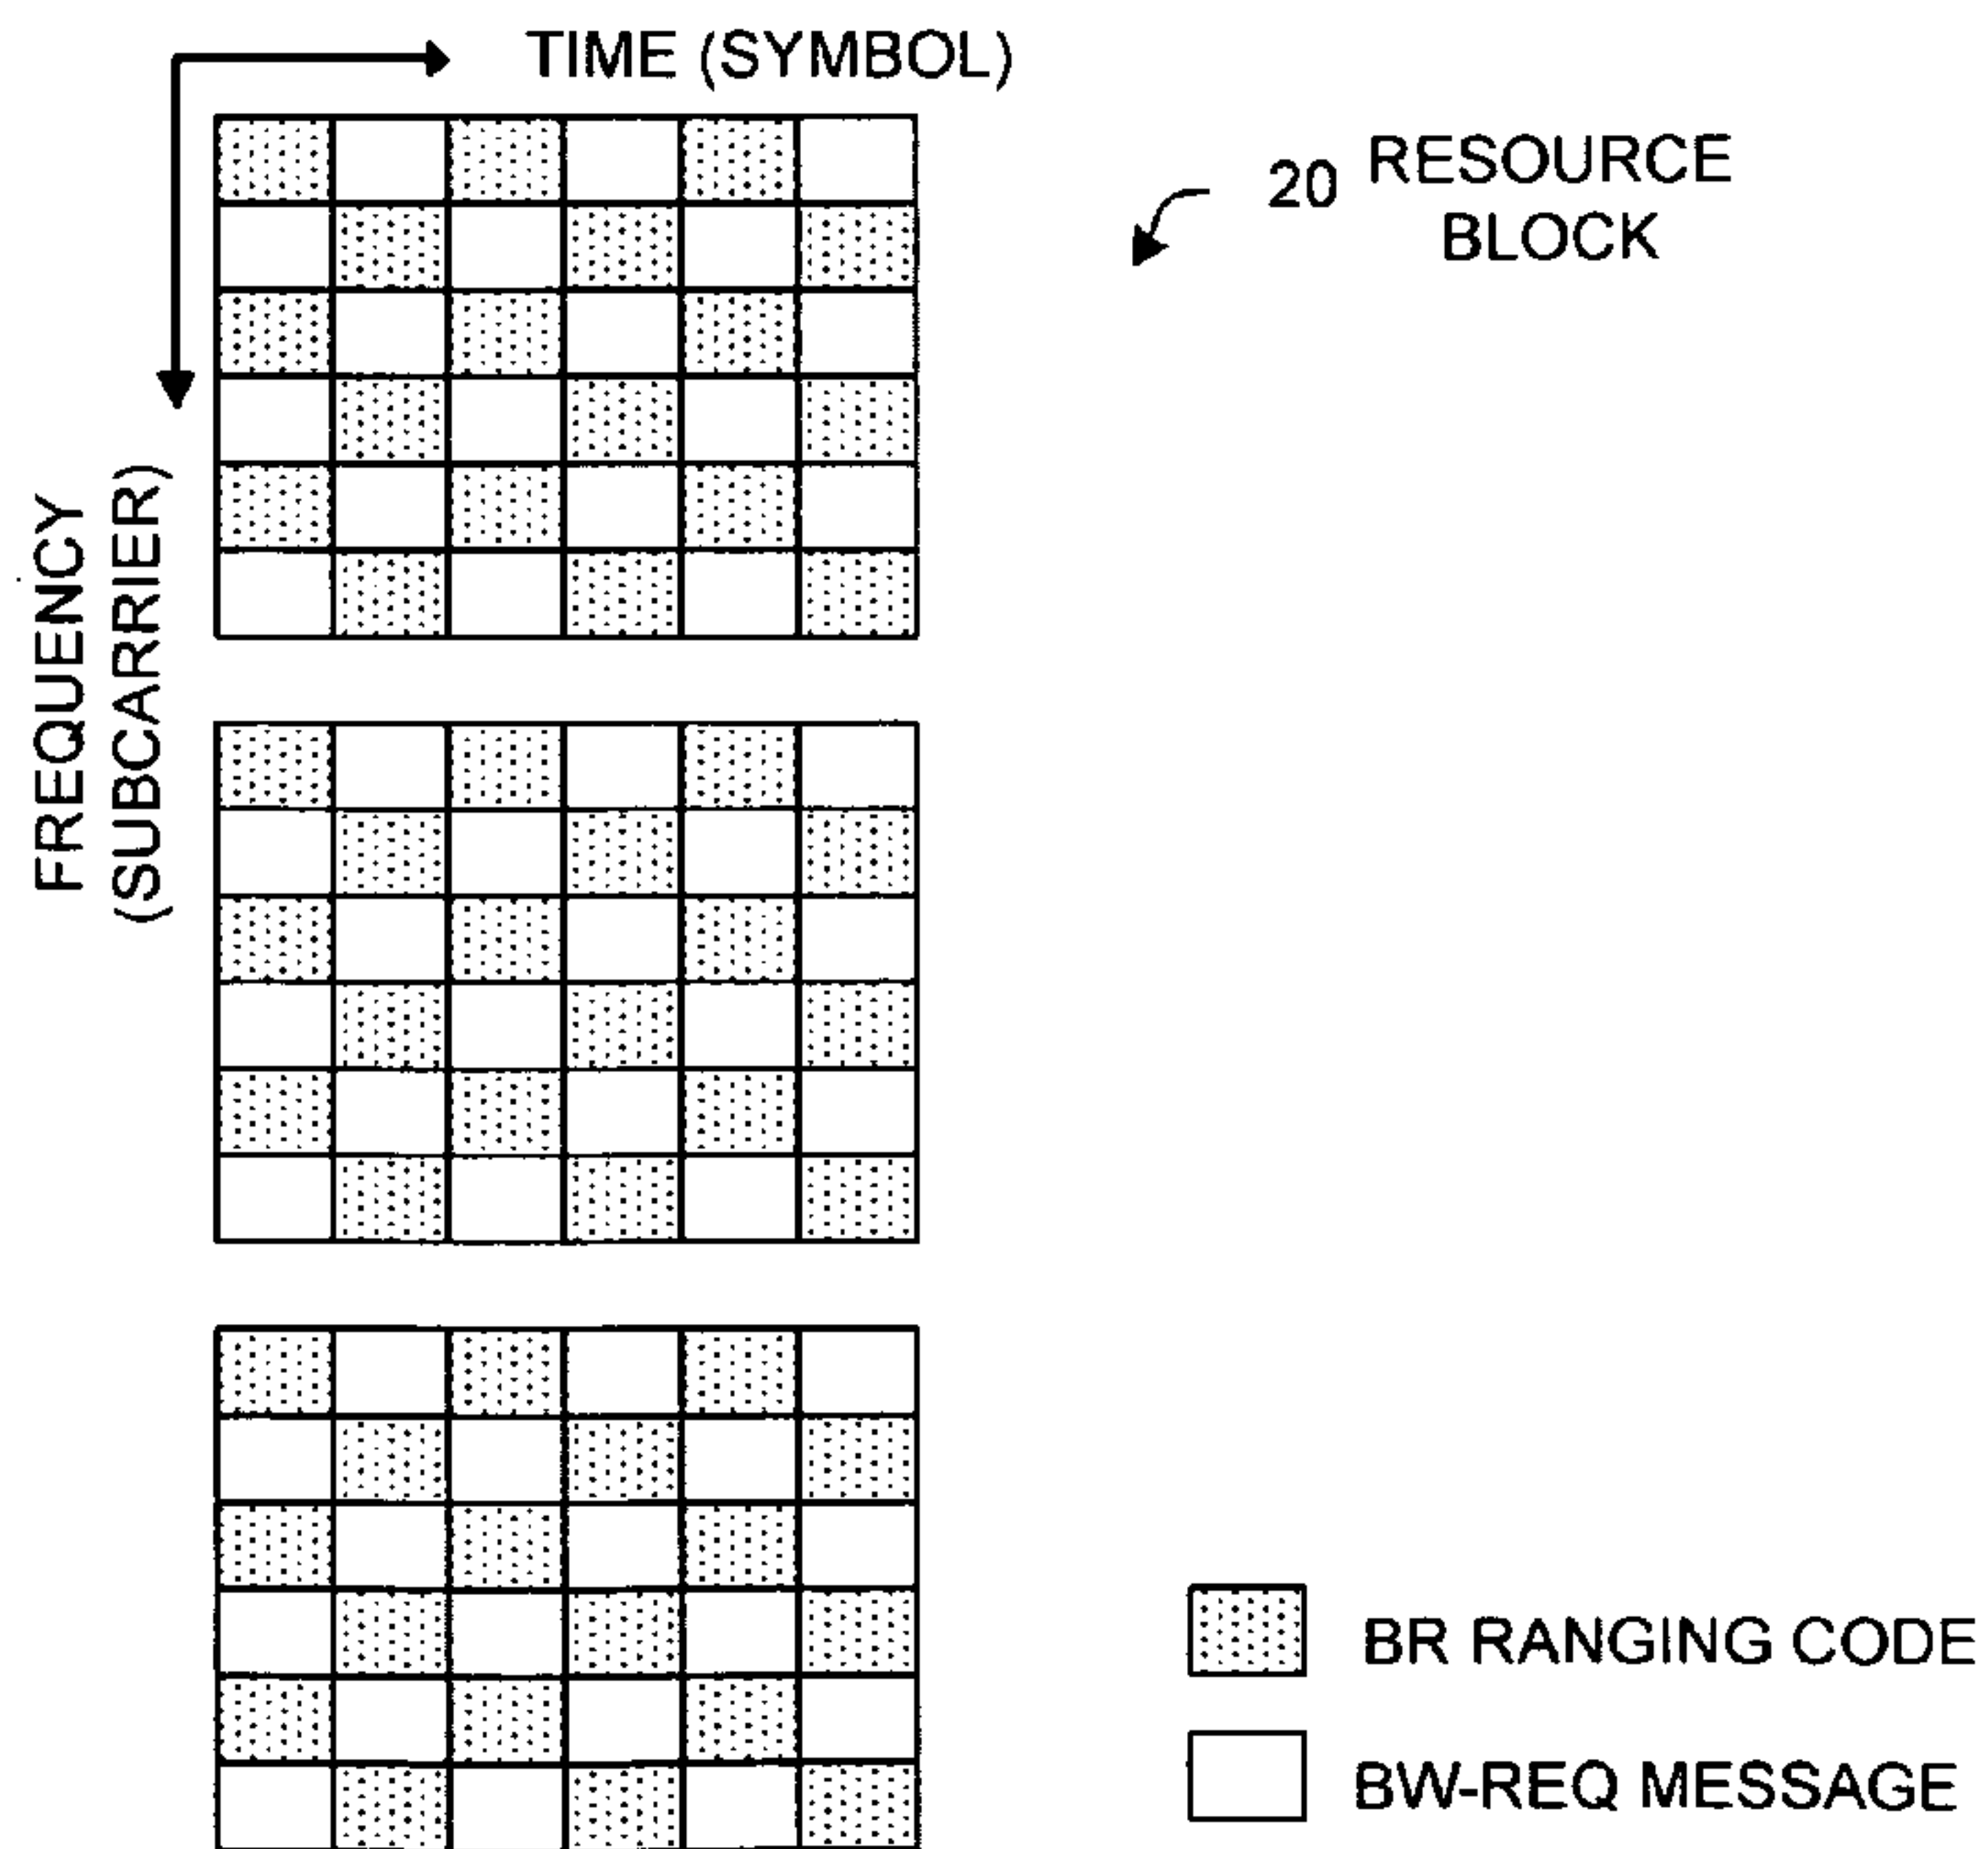 TIME (SYMBOL)
20 RESOURCE
BLOCK
FREQUENCY
(SUBCARRIER)
BR RANGING CODE
BW-REQ MESSAGE